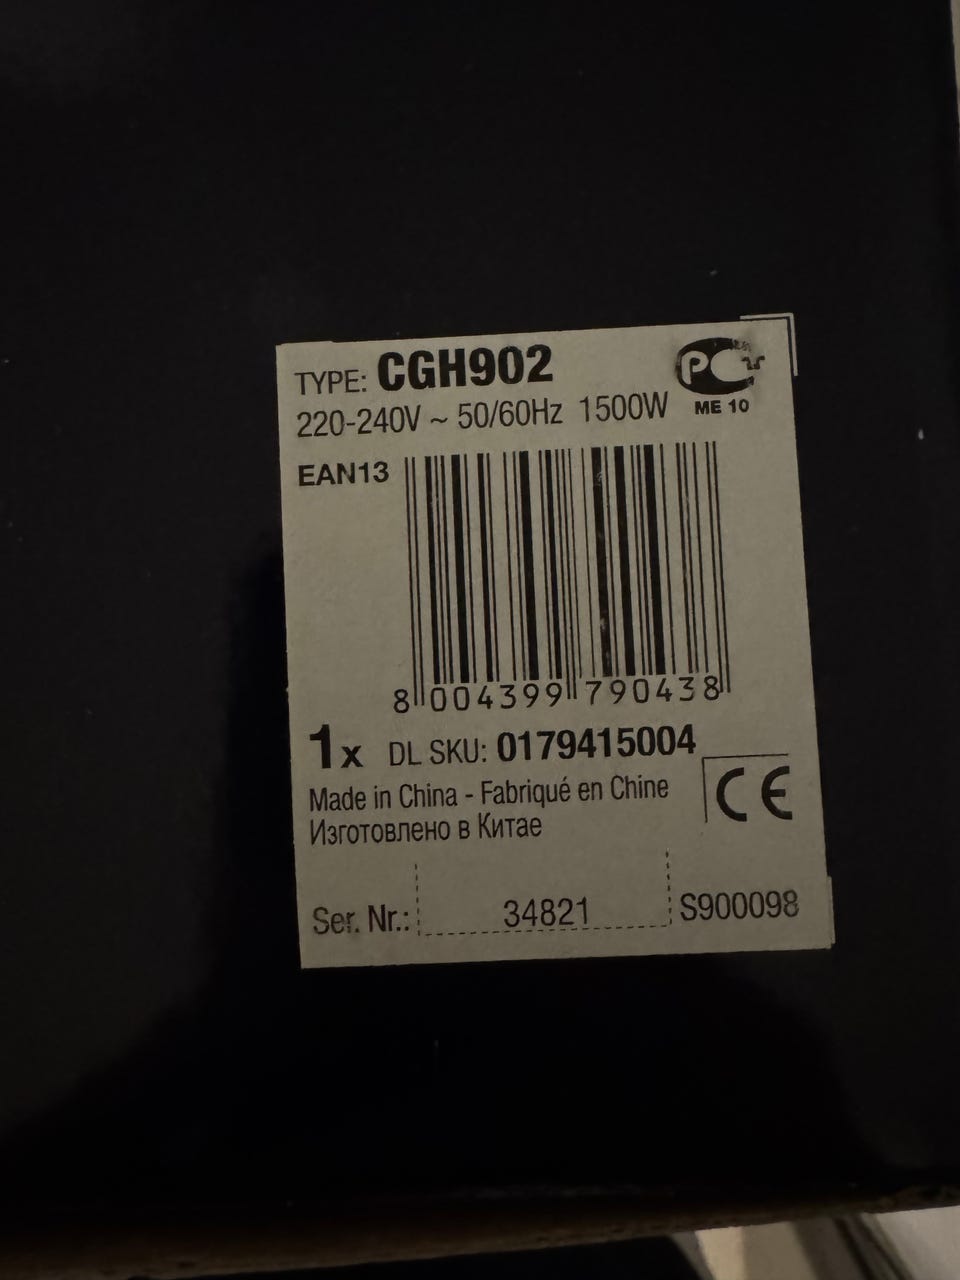 TYPE: CGH902
220-240V ~ 50/60Hz 1500W
РСТ
ME 10
EAN13
8 004399 790438
1x DL SKU: 0179415004
Made in China - Fabriqué en Chine
Изготовлено в Китае
CE
Ser. Nr.: 34821 S900098